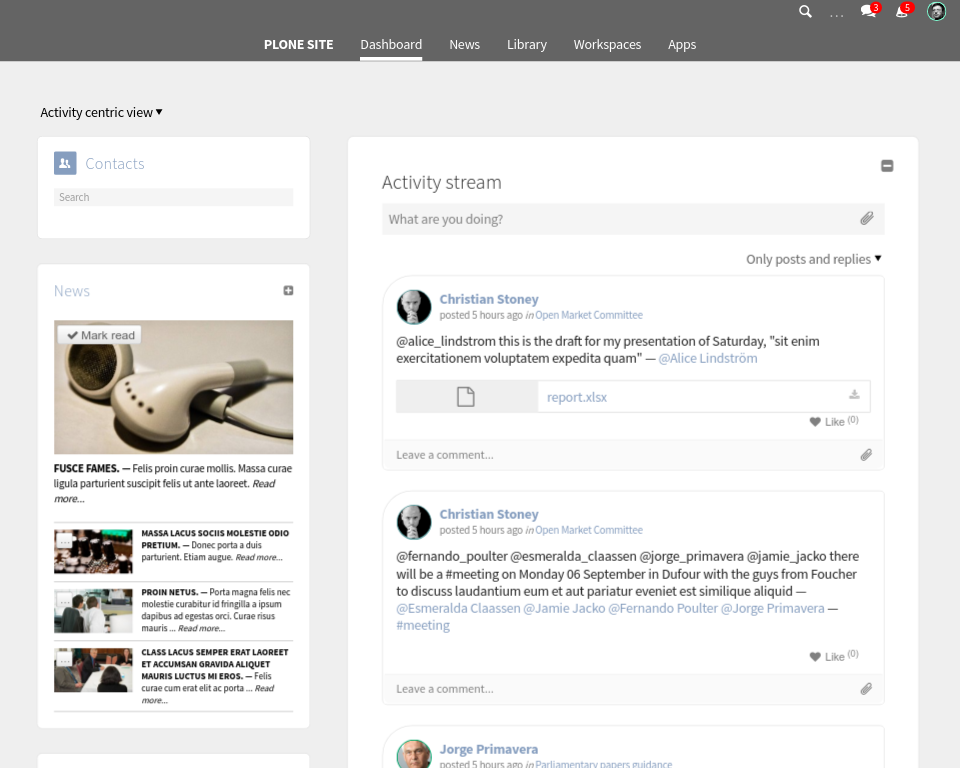 3
5
PLONE SITE Dashboard News Library Workspaces Apps
Activity centric view
Contacts
Search
News
Mark read
FUSCE FAMES. — Felis proin curae mollis. Massa curae
ligula parturient suscipit felis ut ante laoreet. Read
more...
MASSA LACUS SOCIIS MOLESTIE ODIO
PRETIUM. — Donec porta a duis
parturient. Etiam augue. Read more...
PROIN NETUS. — Porta magna felis nec
molestie curabitur id fringilla a ipsum
dapibus ad egestas orci. Curae risus
mauris ... Read more...
CLASS LACUS SEMPER ERAT LAOREET
ET ACCUMSAN GRAVIDA ALIQUET
MAURIS LUCTUS MI EROS. — Felis
curae cum erat elit ac porta ... Read
more...
Activity stream
What are you doing?
Only posts and replies
Christian Stoney
posted 5 hours ago in Open Market Committee
@alice_lindstrom this is the draft for my presentation of Saturday, "sit enim
exercitationem voluptatem expedita quam" — @Alice Lindström
report.xlsx
Like (0)
Leave a comment...
Christian Stoney
posted 5 hours ago in Open Market Committee
@fernando_poulter @esmeralda_claassen @jorge_primavera @jamie_jacko there
will be a #meeting on Monday 06 September in Dufour with the guys from Foucher
to discuss laudantium eum et aut pariatur eveniet est similique aliquid —
@Esmeralda Claassen @Jamie Jacko @Fernando Poulter @Jorge Primavera —
#meeting
Like (0)
Leave a comment...
Jorge Primavera
posted 5 hours ago in Parliamentary papers guidance